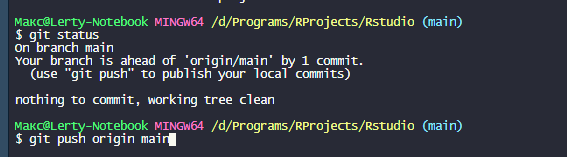 Макс@Lerty-Notebook MINGW64 /d/Programs/RProjects/Rstudio (main)
$ git status
On branch main
Your branch is ahead of 'origin/main' by 1 commit.
  (use "git push" to publish your local commits)

nothing to commit, working tree clean

Макс@Lerty-Notebook MINGW64 /d/Programs/RProjects/Rstudio (main)
$ git push origin main